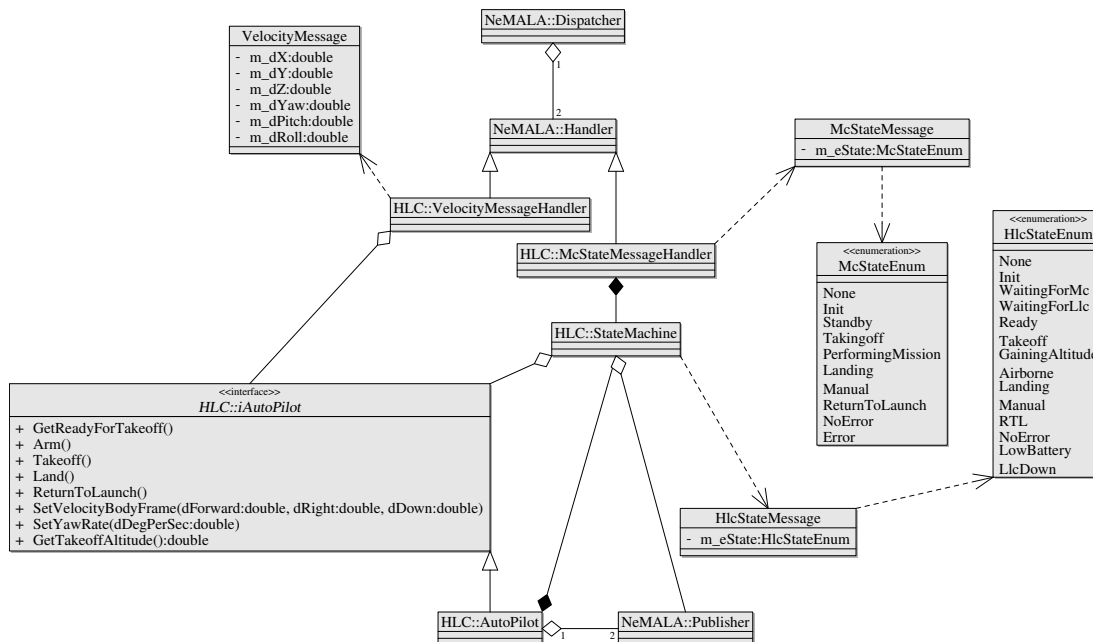 NeMALA::Dispatcher
1
2
NeMALA::Handler
VelocityMessage
- m_dX:double
- m_dY:double
- m_dZ:double
- m_dYaw:double
- m_dPitch:double
- m_dRoll:double
McStateMessage
- m_eState:McStateEnum
HLC::VelocityMessageHandler
HLC::McStateMessageHandler
<<enumeration>>
McStateEnum
None
Init
Standby
Takingoff
PerformingMission
Landing
Manual
ReturnToLaunch
NoError
Error
<<enumeration>>
HlcStateEnum
None
Init
WaitingForMc
WaitingForLlc
Ready
Takeoff
GainingAltitude
Airborne
Landing
Manual
RTL
NoError
LowBattery
LlcDown
HLC::StateMachine
<<interface>>
HLC::iAutoPilot
+ GetReadyForTakeoff()
+ Arm()
+ Takeoff()
+ Land()
+ ReturnToLaunch()
+ SetVelocityBodyFrame(dForward:double, dRight:double, dDown:double)
+ SetYawRate(dDegPerSec:double)
+ GetTakeoffAltitude():double
HlcStateMessage
- m_eState:HlcStateEnum
HLC::AutoPilot
1
2
NeMALA::Publisher